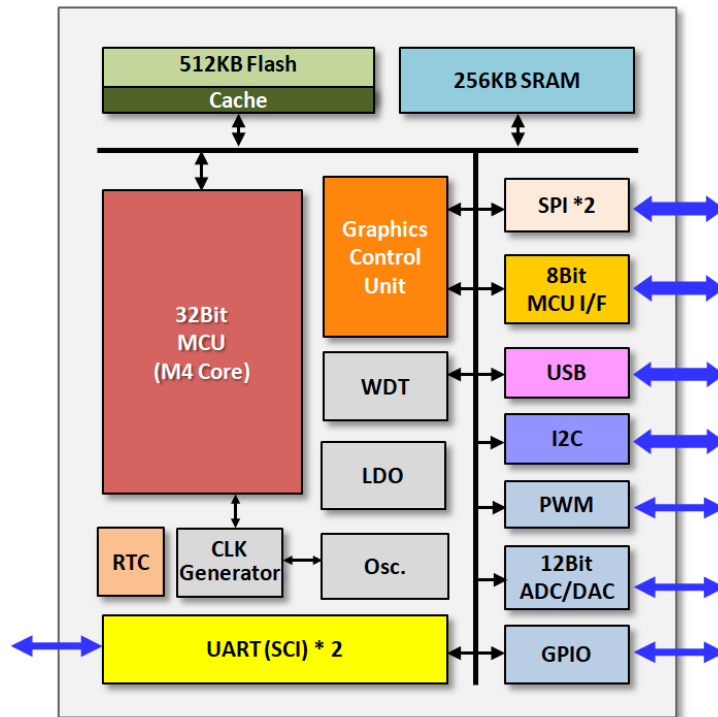 512KB Flash
Cache
256KB SRAM
32Bit
MCU
(M4 Core)
Graphics
Control
Unit
SPI *2
8Bit
MCU I/F
WDT
USB
I2C
LDO
PWM
RTC
CLK
Generator
Osc.
12Bit
ADC/DAC
UART (SCI) * 2
GPIO